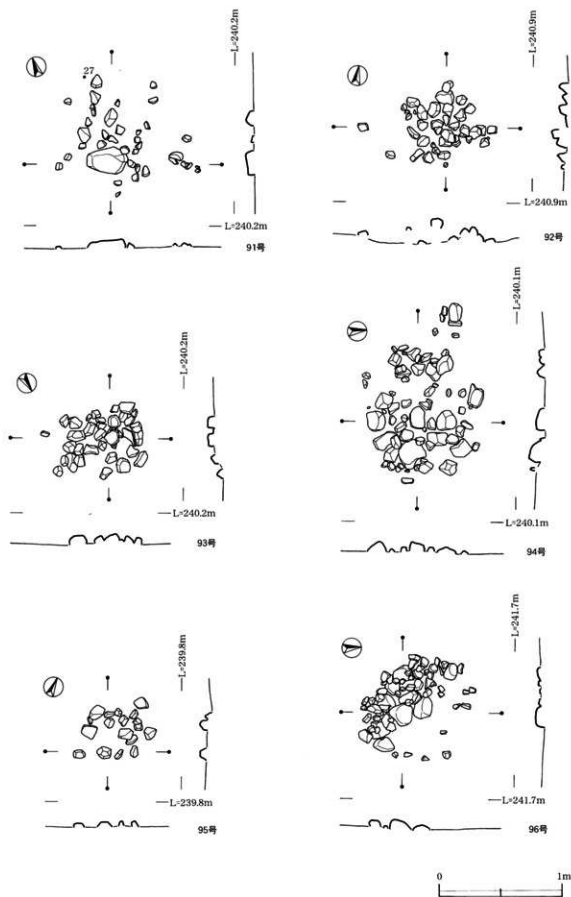 L=240.2m
27
L=240.2m
91号
L=240.9m
L=240.9m
92号
L=240.2m
L=240.2m
93号
L=240.1m
L=240.1m
94号
L=239.8m
L=239.8m
95号
L=241.7m
L=241.7m
96号
0 1m